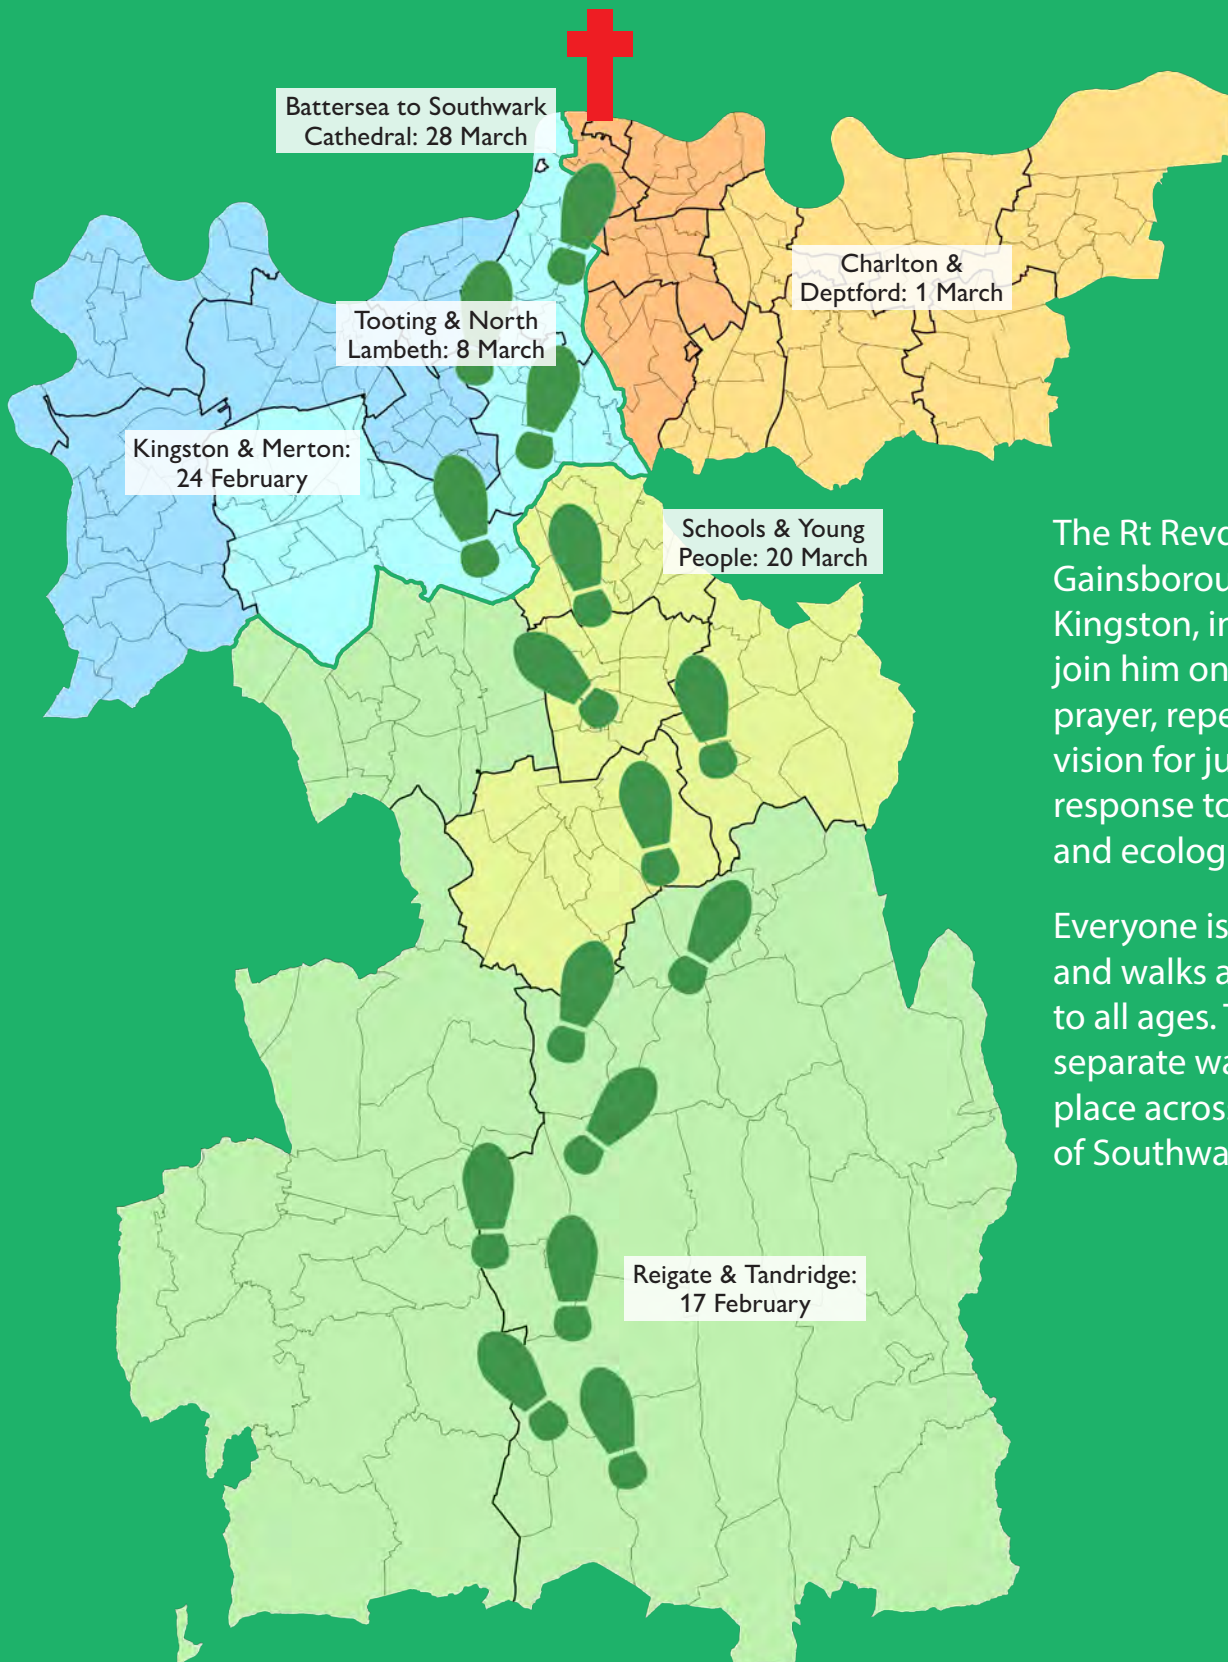 Battersea to Southwark
Cathedral: 28 March
Charlton &
Deptford: 1 March
Tooting & North
Lambeth: 8 March
Kingston & Merton:
24 February
Schools & Young
People: 20 March
The Rt Revd
Gainsborou
Kingston, in
join him on
prayer, repe
vision for ju
response to
and ecolog
Everyone is
and walks a
to all ages. T
separate wa
place across
of Southwa
Reigate & Tandridge:
17 February